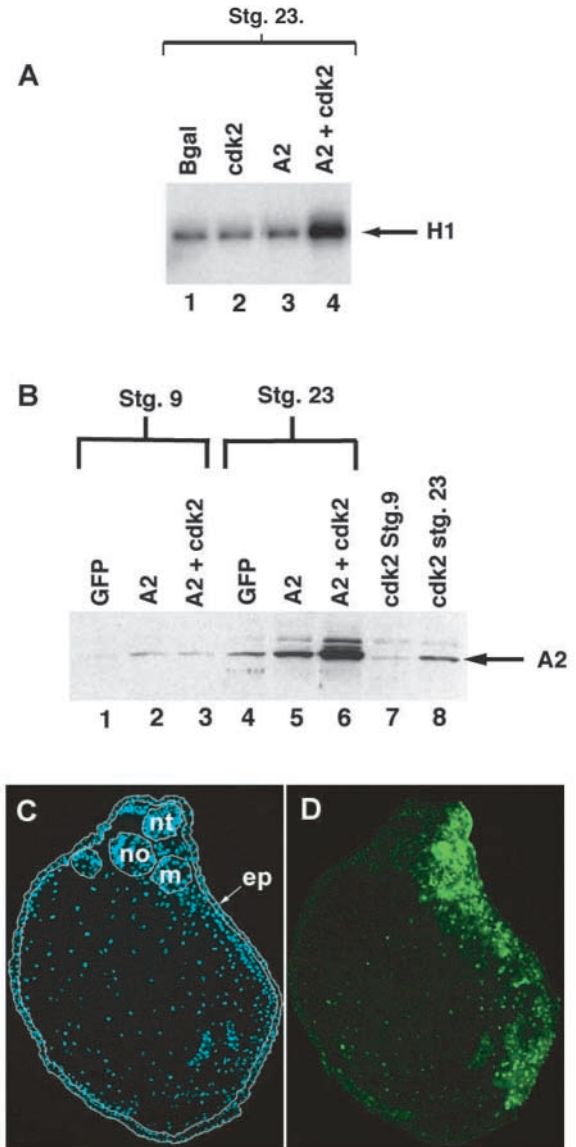 Stg. 23.
A
Bgal
cdk2
A2
A2 + cdk2
H1
1 2 3 4
B
Stg. 9
Stg. 23
GFP
A2
A2 + cdk2
GFP
A2
A2 + cdk2
cdk2 Stg.9
cdk2 stg. 23
A2
1 2 3 4 5 6 7 8
C
nt
no
m
ep
D